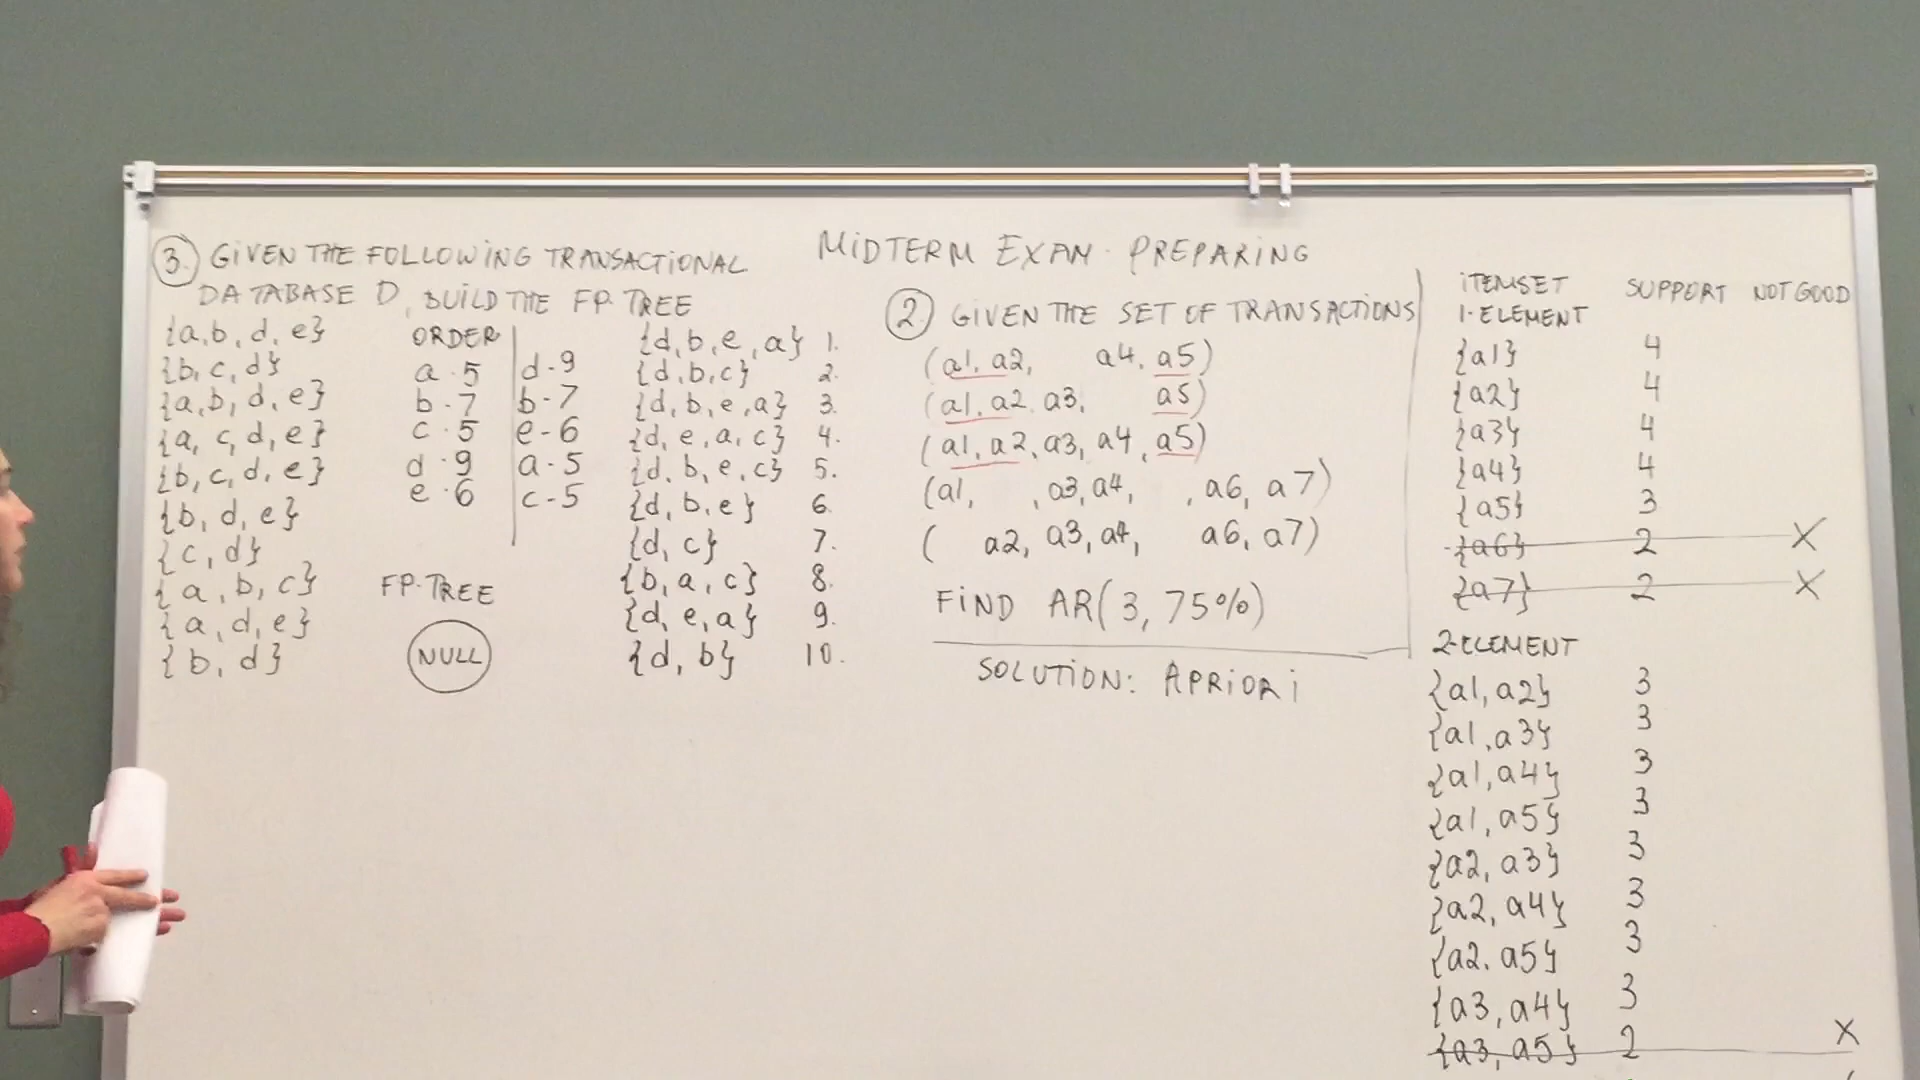 MIDTERM EXAM. PREPARING
3. GIVEN THE FOLLOWING TRANSACTIONAL
DATABASE D, BUILD THE FP-TREE
{a,b,d,e}
{b,c,d}
{a,b,d,e}
{a,c,d,e}
{b,c,d,e}
{b,d,e}
{c,d}
{a,b,c}
{a,d,e}
{b,d}
ORDER
a·5
b·7
c·5
d·9
e·6
d-9
b-7
e-6
a-5
c-5
FP-TREE
NULL
{d,b,e,a} 1.
{d,b,c} 2.
{d,b,e,a} 3.
{d,e,a,c} 4.
{d,b,e,c} 5.
{d,b,e} 6.
{d,c} 7.
{b,a,c} 8.
{d,e,a} 9.
{d,b} 10.
2. GIVEN THE SET OF TRANSACTIONS
(a1, a2, a4, a5)
(a1, a2, a3, a5)
(a1, a2, a3, a4, a5)
(a1, , a3, a4, , a6, a7)
( a2, a3, a4, a6, a7)
FIND AR(3, 75%)
SOLUTION: APRIORI
ITEMSET SUPPORT NOT GOOD
1-ELEMENT
{a1} 4
{a2} 4
{a3} 4
{a4} 4
{a5} 3
{a6} 2 X
{a7} 2 X
2-ELEMENT
{a1, a2} 3
{a1, a3} 3
{a1, a4} 3
{a1, a5} 3
{a2, a3} 3
{a2, a4} 3
{a2, a5} 3
{a3, a4} 3
{a3, a5} 2 X